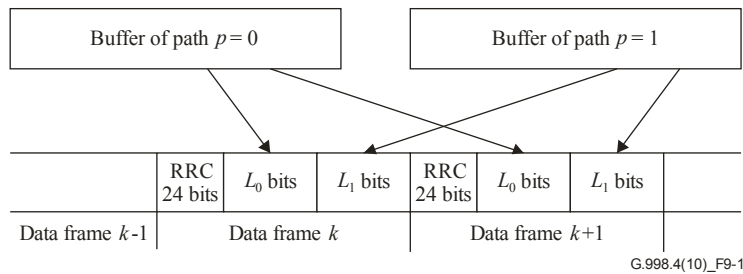 Buffer of path p = 0
Buffer of path p = 1
RRC
24 bits
L₀ bits
L₁ bits
RRC
24 bits
L₀ bits
L₁ bits
Data frame k-1
Data frame k
Data frame k+1
G.998.4(10)_F9-1